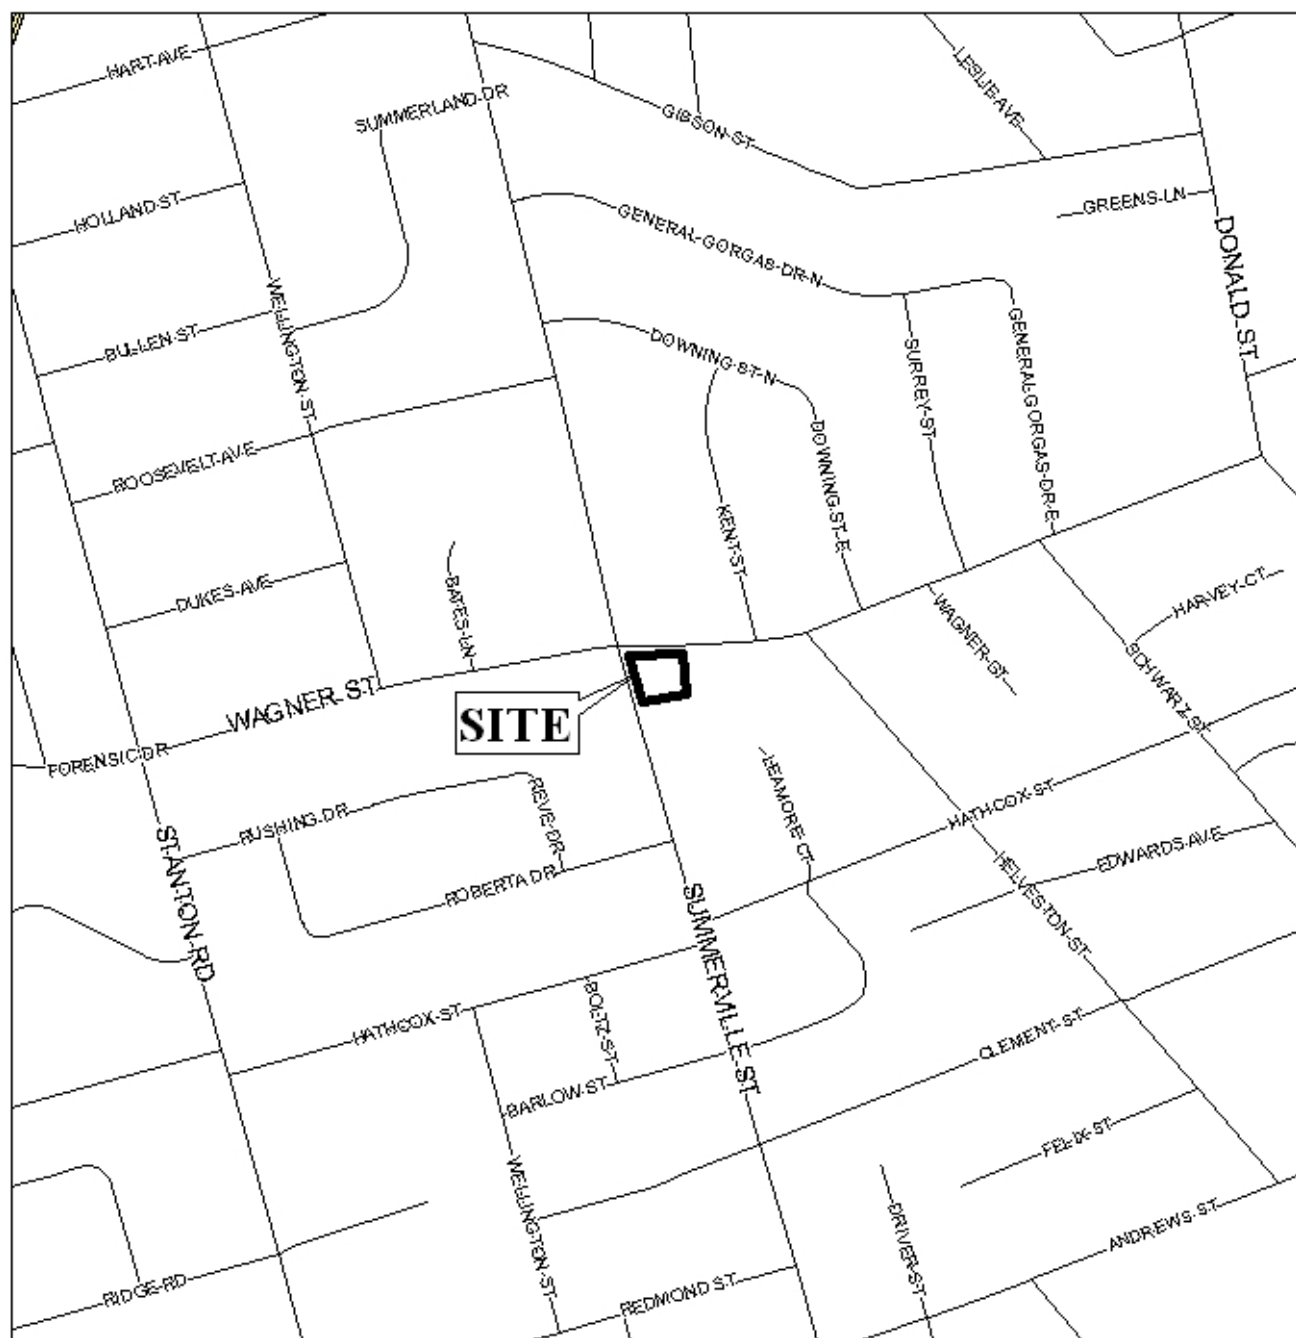 HART AVE
SUMMERLAND DR
GIBSON ST
LESLIE AVE
HOLLAND ST
GENERAL GORGAS DR N
GREENS LN
DONALD ST
WELLINGTON ST
BULLEN ST
DOWNING ST N
SURREY ST
GENERAL GORGAS DR E
ROOSEVELT AVE
DOWNING ST E
KENT ST
DUKES AVE
BATES LN
WAGNER CT
HARVEY CT
SCHWARZ ST
WAGNER ST
SITE
FORENSIC DR
LEAMORE CT
RUSHING DR
REVE DR
HATHCOX ST
EDWARDS AVE
STANTON RD
ROBERTA DR
HELVESTON ST
SUMMERVILLE ST
HATHCOX ST
BOLTZ ST
CLEMENT ST
BARLOW ST
FELIX ST
WELLINGTON ST
DRIVER ST
ANDREWS ST
RIDGE RD
REDMOND ST